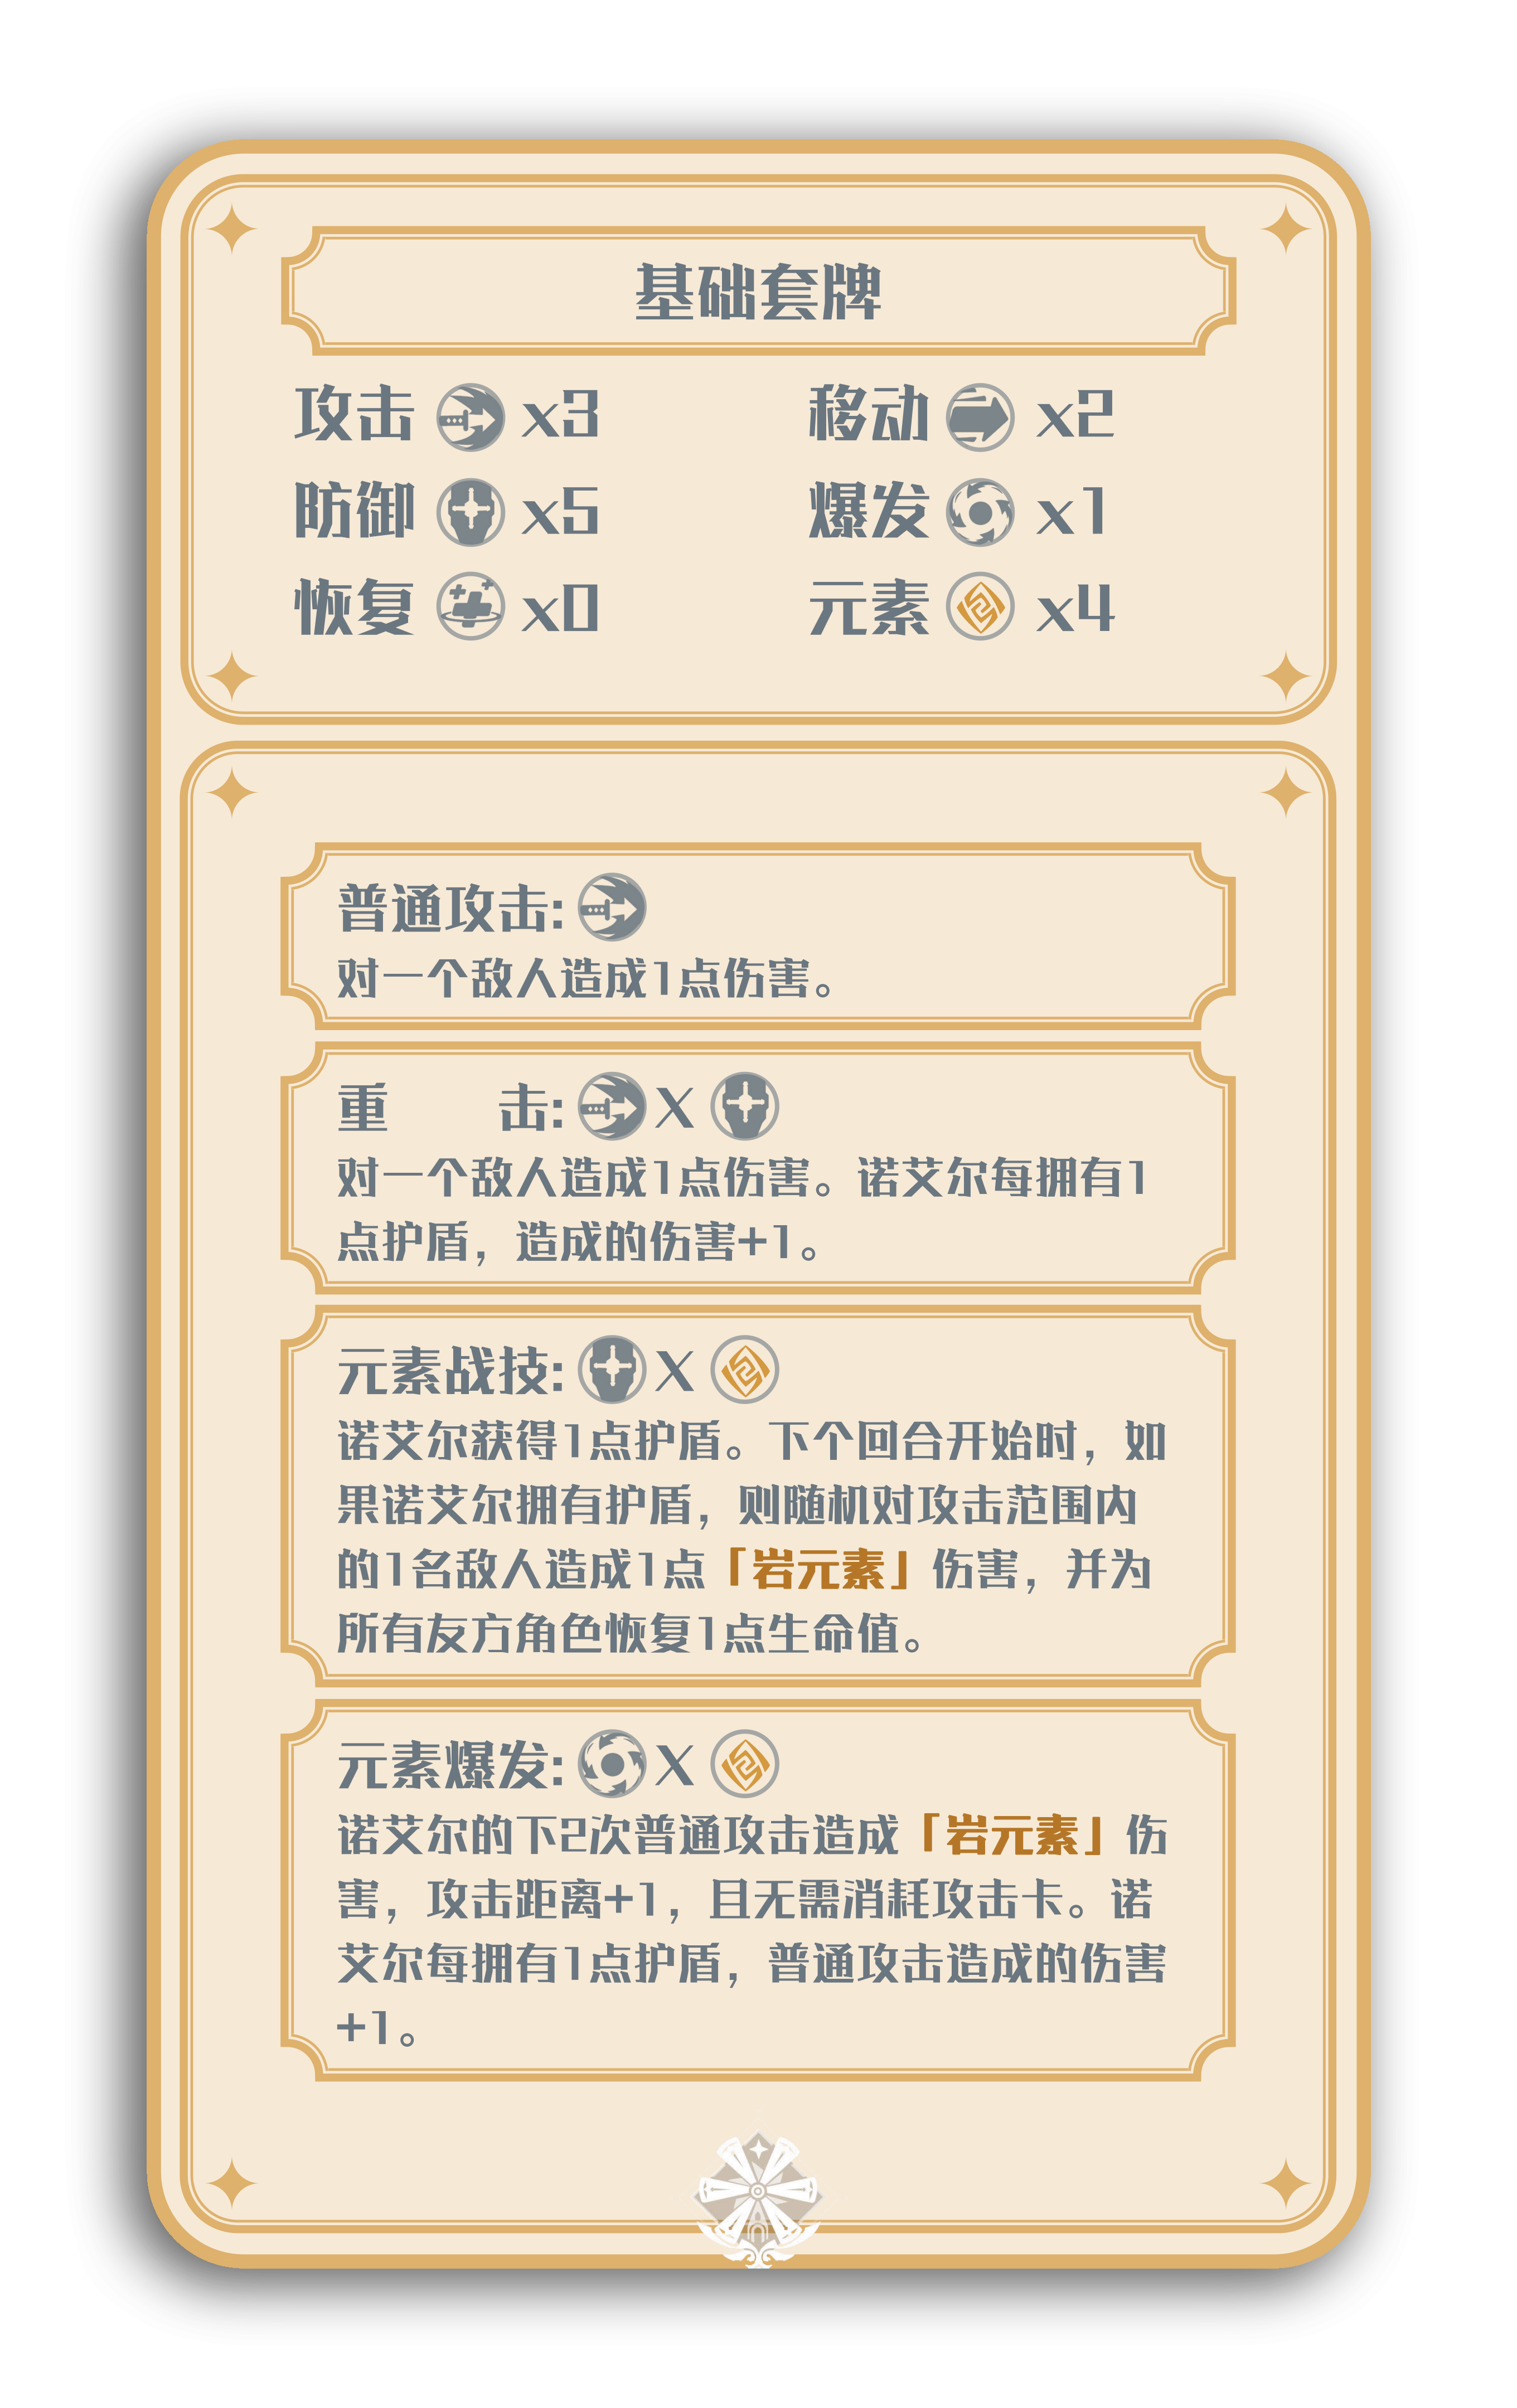 基础套牌
攻击 x3 移动 x2
防御 x5 爆发 x1
恢复 x0 元素 x4
普通攻击:
对一个敌人造成1点伤害。
重 击: X
对一个敌人造成1点伤害。诺艾尔每拥有1
点护盾，造成的伤害+1。
元素战技: X
诺艾尔获得1点护盾。下个回合开始时，如
果诺艾尔拥有护盾，则随机对攻击范围内
的1名敌人造成1点「岩元素」伤害，并为
所有友方角色恢复1点生命值。
元素爆发: X
诺艾尔的下2次普通攻击造成「岩元素」伤
害，攻击距离+1，且无需消耗攻击卡。诺
艾尔每拥有1点护盾，普通攻击造成的伤害
+1。